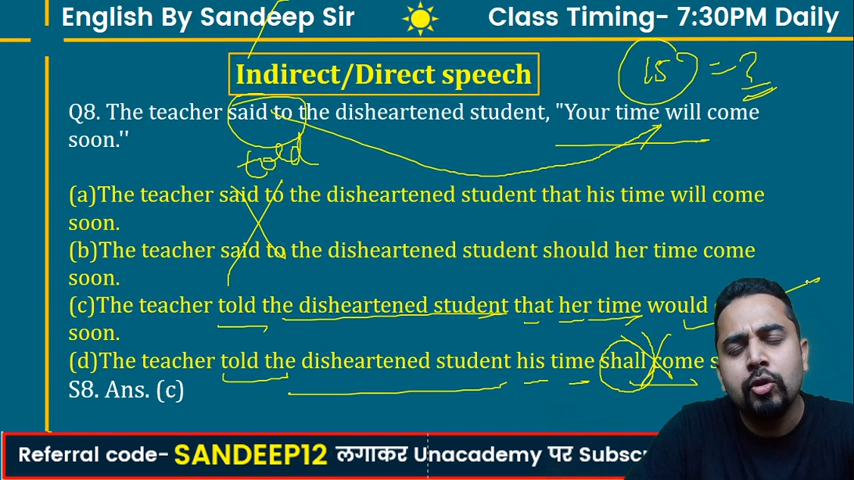 English By Sandeep Sir
Class Timing- 7:30PM Daily
Indirect/Direct speech
15 = ?
Q8. The teacher said to the disheartened student, "Your time will come
soon.''
told
(a)The teacher said to the disheartened student that his time will come
soon.
(b)The teacher said to the disheartened student should her time come
soon.
(c)The teacher told the disheartened student that her time would
soon.
(d)The teacher told the disheartened student his time shall come
S8. Ans. (c)
Referral code- SANDEEP12 लगाकर Unacademy पर